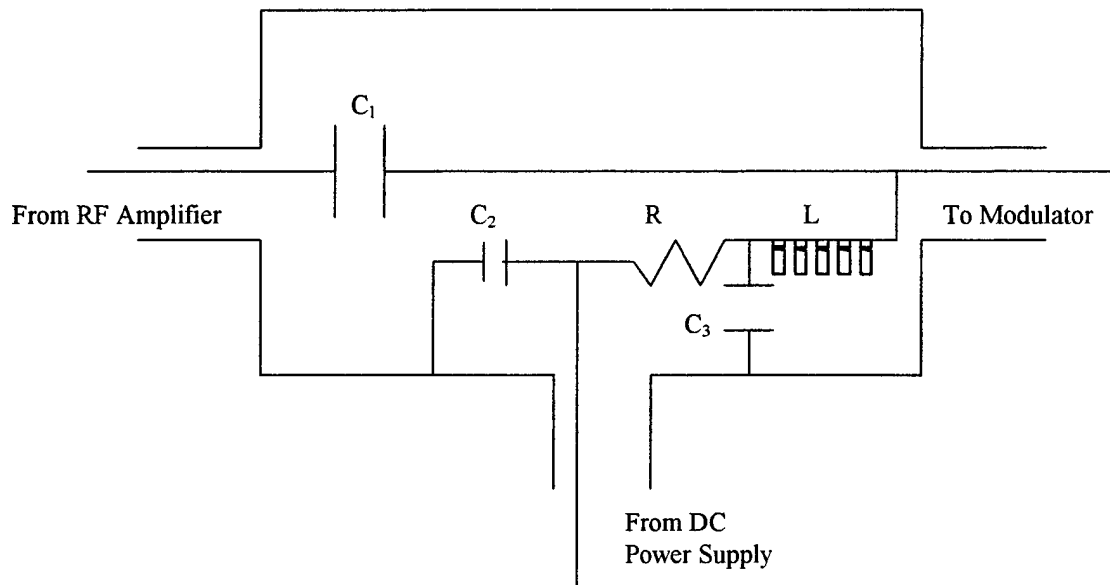 C₁
From RF Amplifier
C₂
R
L
To Modulator
C₃
From DC
Power Supply